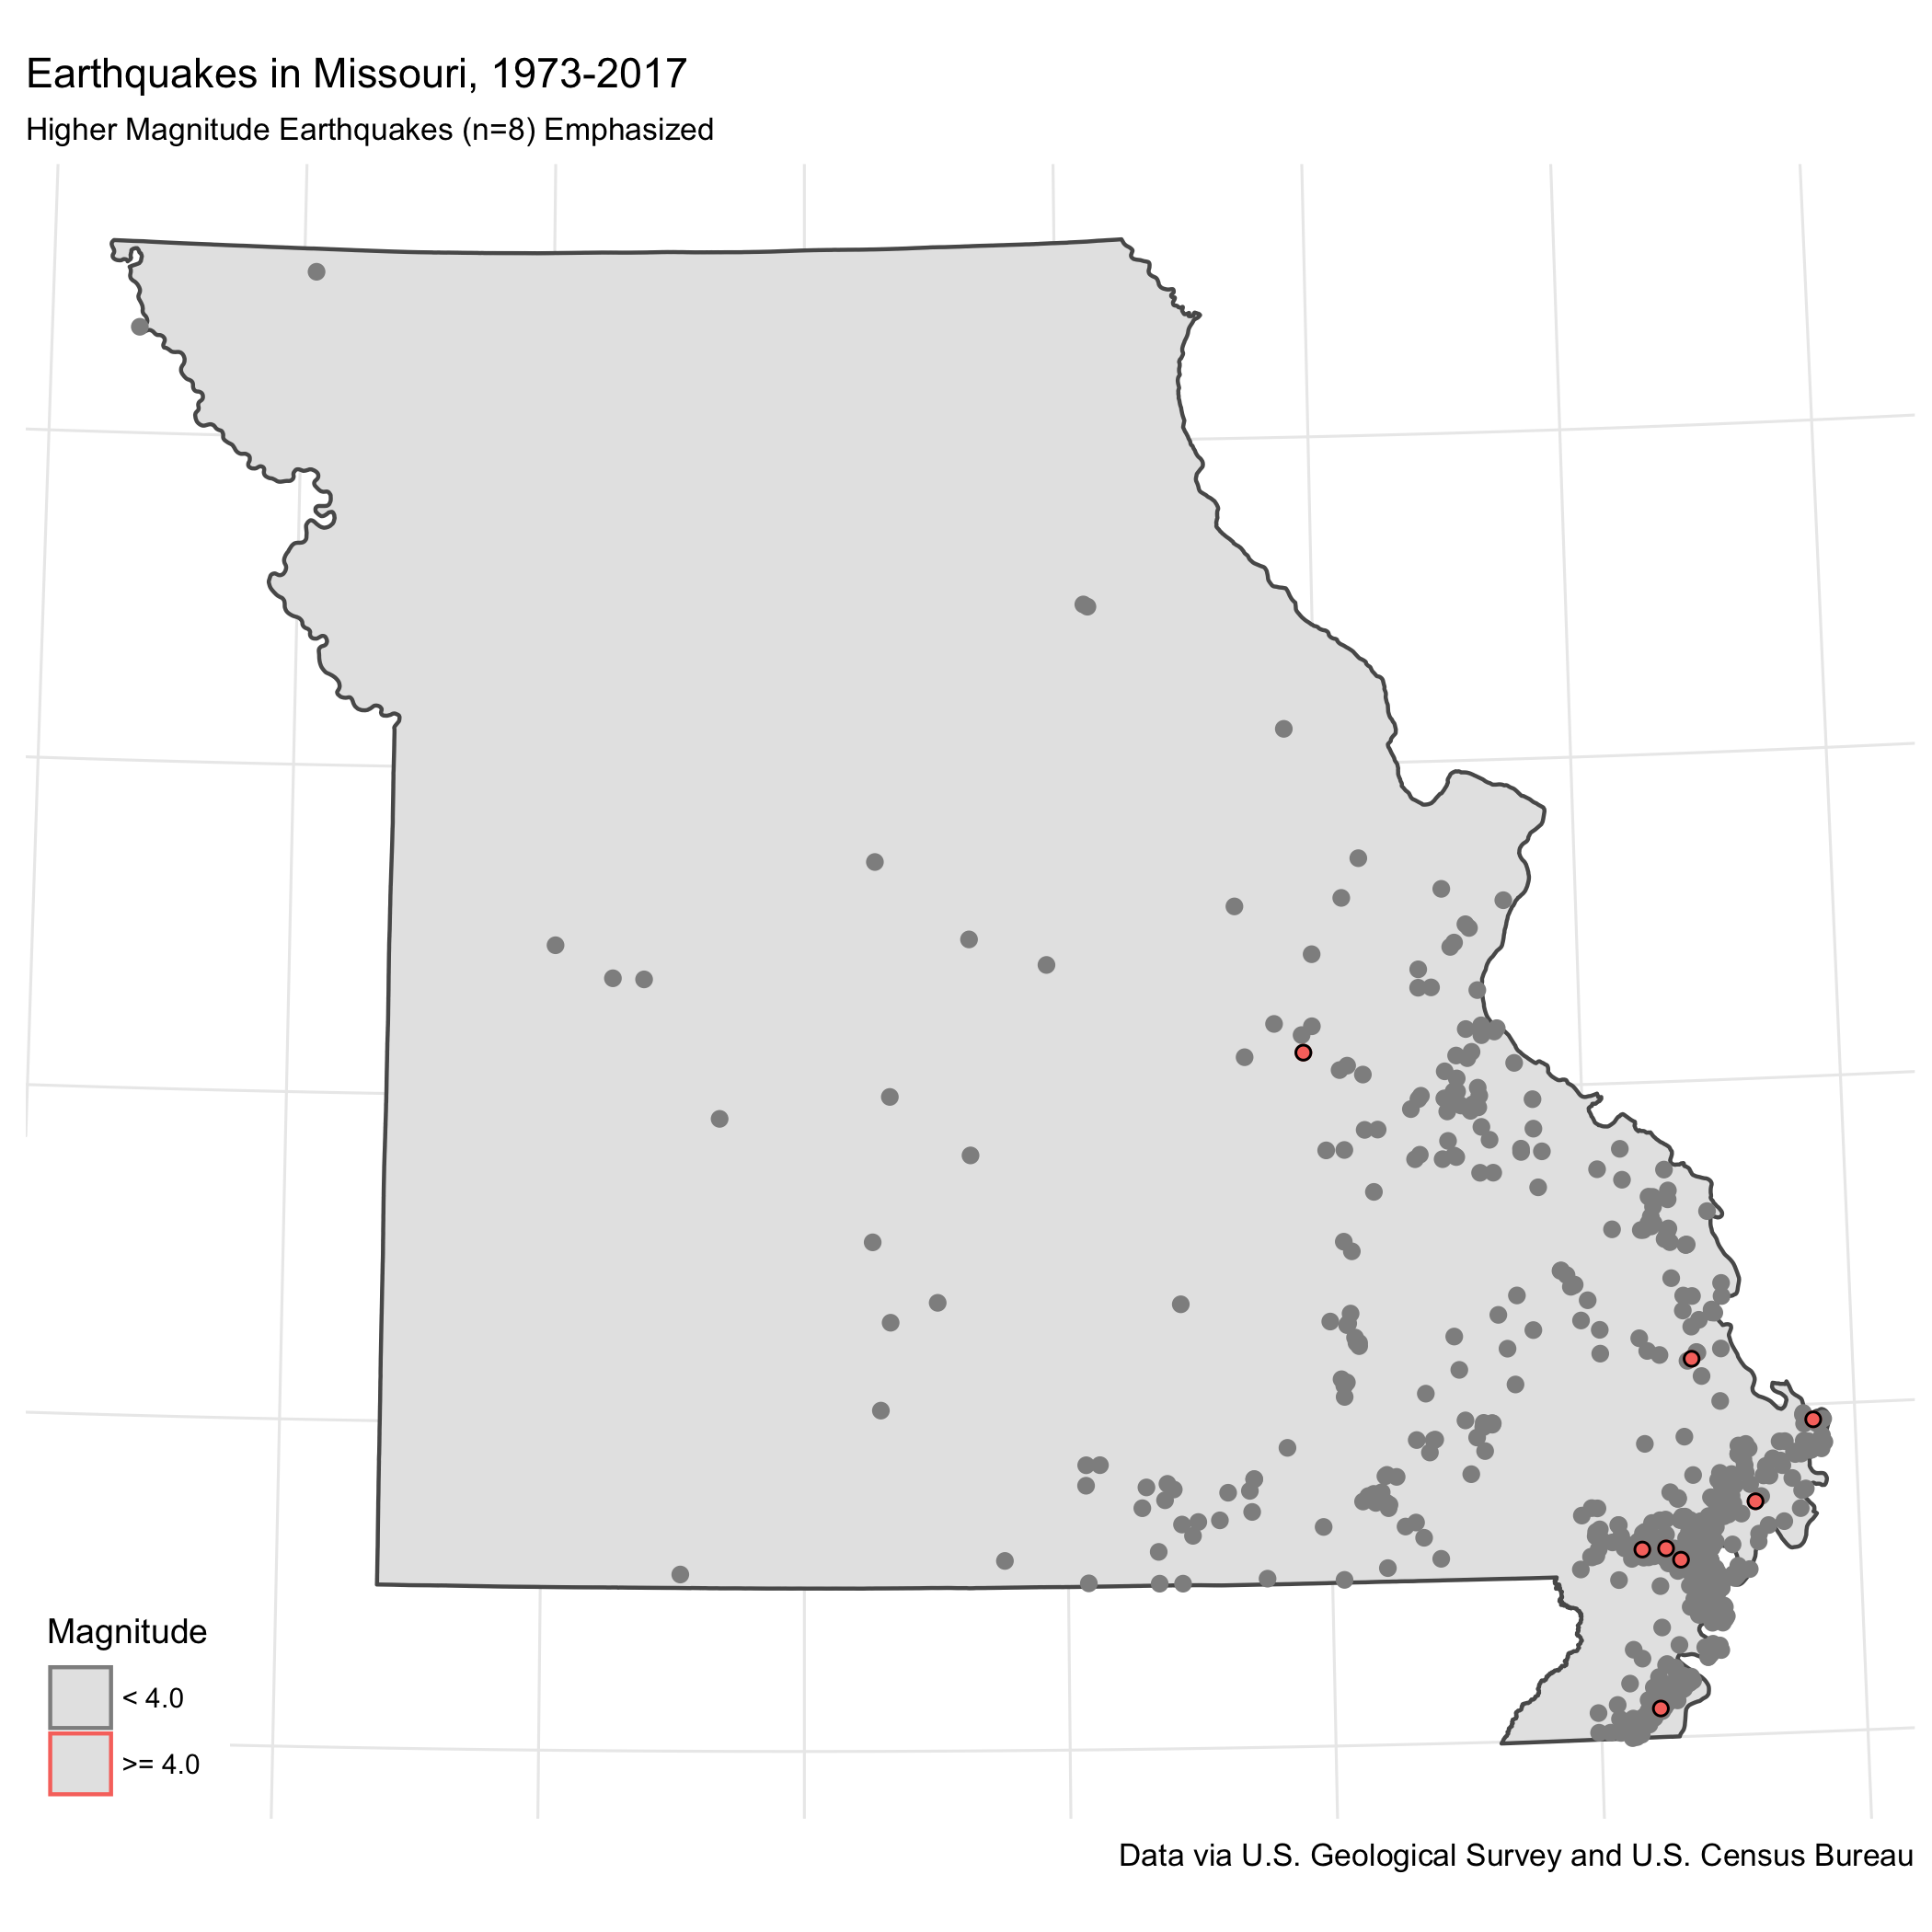 Earthquakes in Missouri, 1973-2017
Higher Magnitude Earthquakes (n=8) Emphasized
Magnitude
< 4.0
>= 4.0
Data via U.S. Geological Survey and U.S. Census Bureau